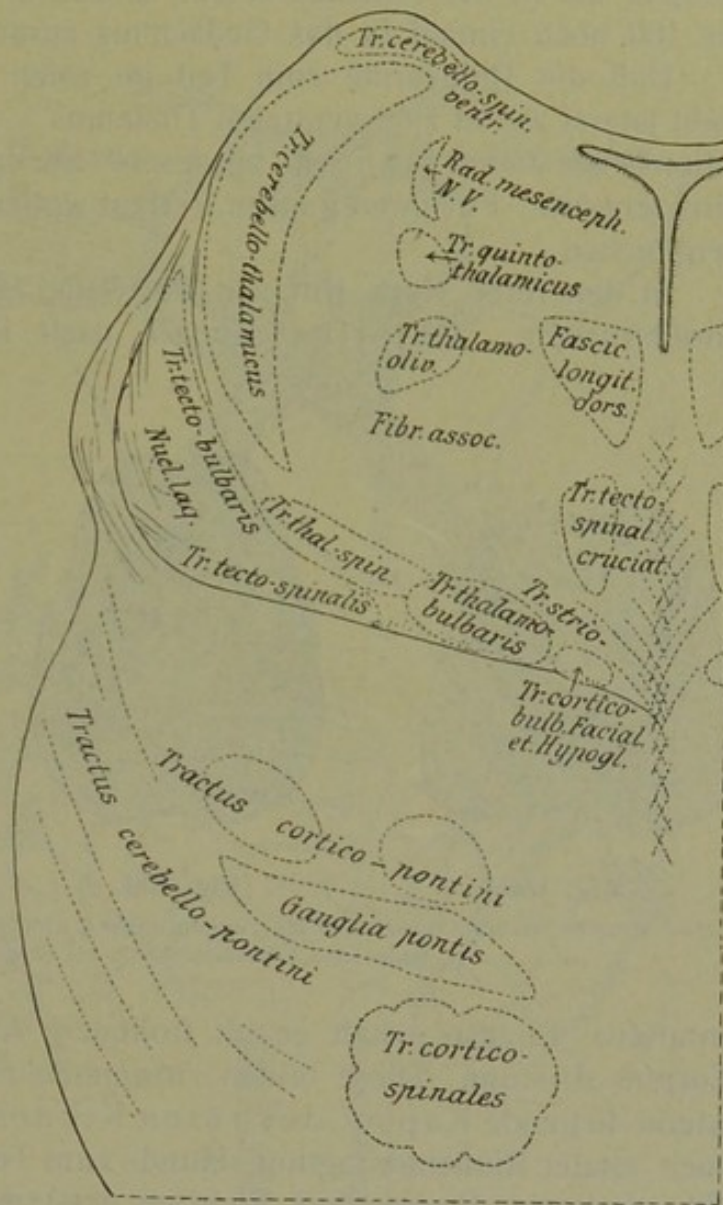 Tr. cerebello-spin.
ventr.
Tr. cerebello-thalamicus
Rad. mesenceph.
N. V.
Tr. quinto-
thalamicus
Tr. thalamo-
oliv.
Fascic.
longit.
dors.
Fibr. assoc.
Tr. tecto-bulbaris
Nucl. laq.
Tr. thal-spin.
Tr. tecto-
spinal.
cruciat.
Tr. tecto-spinalis
Tr. thalamo-
bulbaris
Tr. strio-
Tr. cortico-
bulb. Facial.
et. Hypogl.
Tractus cerebello-pontini
Tractus cortico-pontini
Ganglia pontis
Tr. cortico-
spinales